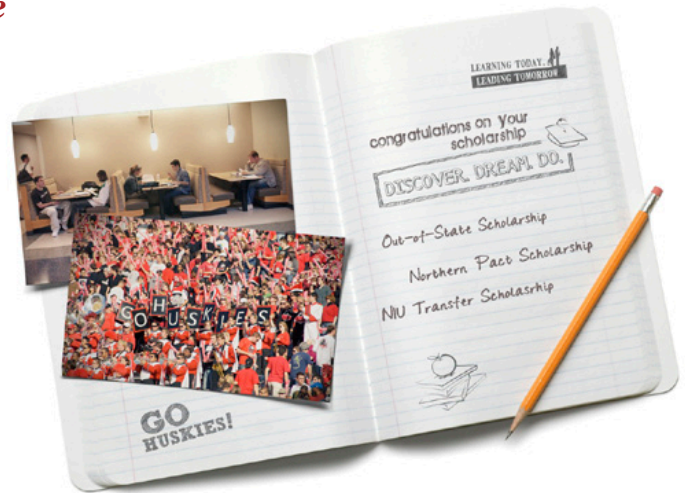 e
GO HUSKIES
GO
HUSKIES!
LEARNING TODAY.
LEADING TOMORROW
congratulations on your
scholarship
DISCOVER. DREAM. DO.
Out-of-State Scholarship
Northern Pact Scholarship
NIU Transfer Scholasrhip